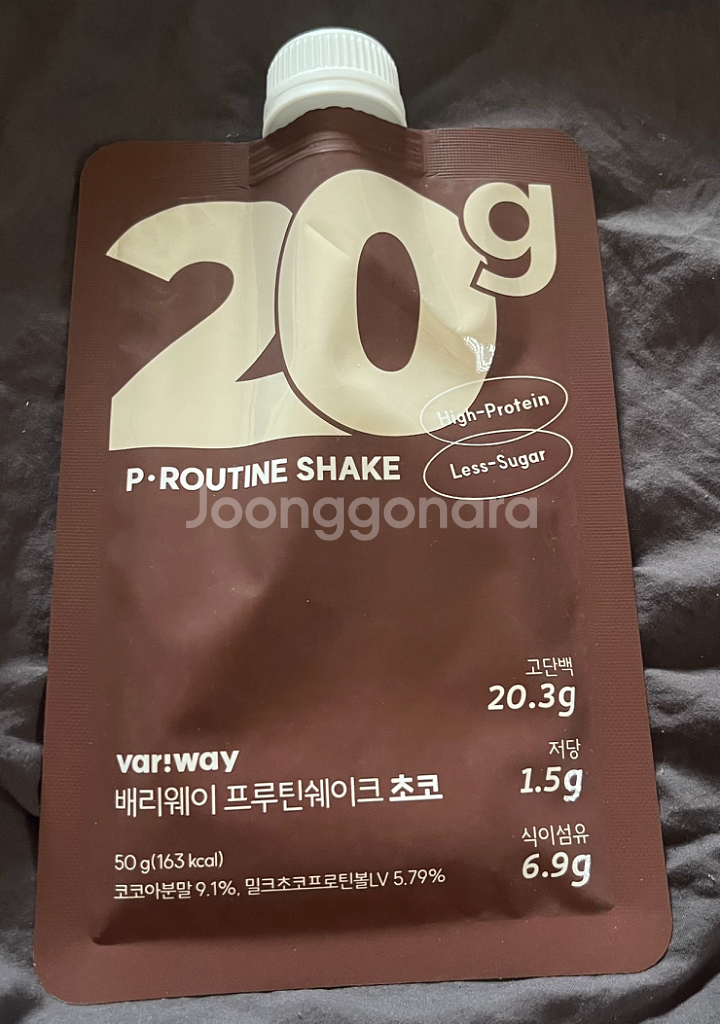 20g
High-Protein
P·ROUTINE SHAKE
Less-Sugar
Joonggonara
고단백
20.3g
저당
1.5g
식이섬유
6.9g
var!way
배리웨이 프루틴쉐이크 초코
50 g(163 kcal)
코코아분말 9.1%, 밀크초코프로틴볼LV 5.79%